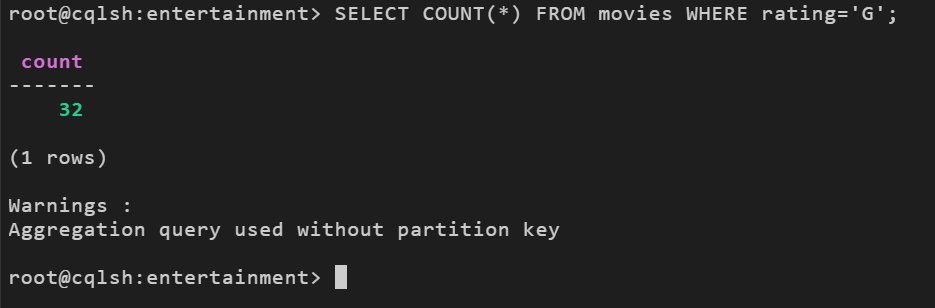 root@cqlsh:entertainment> SELECT COUNT(*) FROM movies WHERE rating='G';
count
-------
32
(1 rows)
Warnings :
Aggregation query used without partition key
root@cqlsh:entertainment>